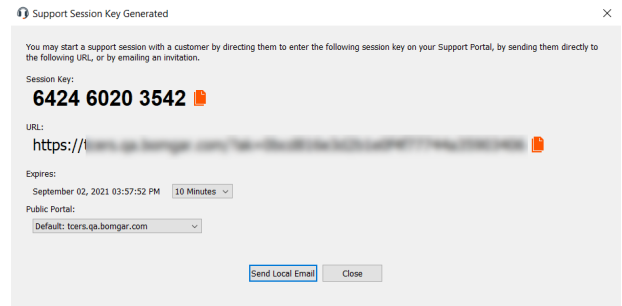 Support Session Key Generated
You may start a support session with a customer by directing them to enter the following session key on your Support Portal, by sending them directly to
the following URL, or by emailing an invitation.
Session Key:
6424 6020 3542
URL:
https://
Expires:
September 02, 2021 03:57:52 PM 10 Minutes
Public Portal:
Default: tcers.qa.bomgar.com
Send Local Email Close